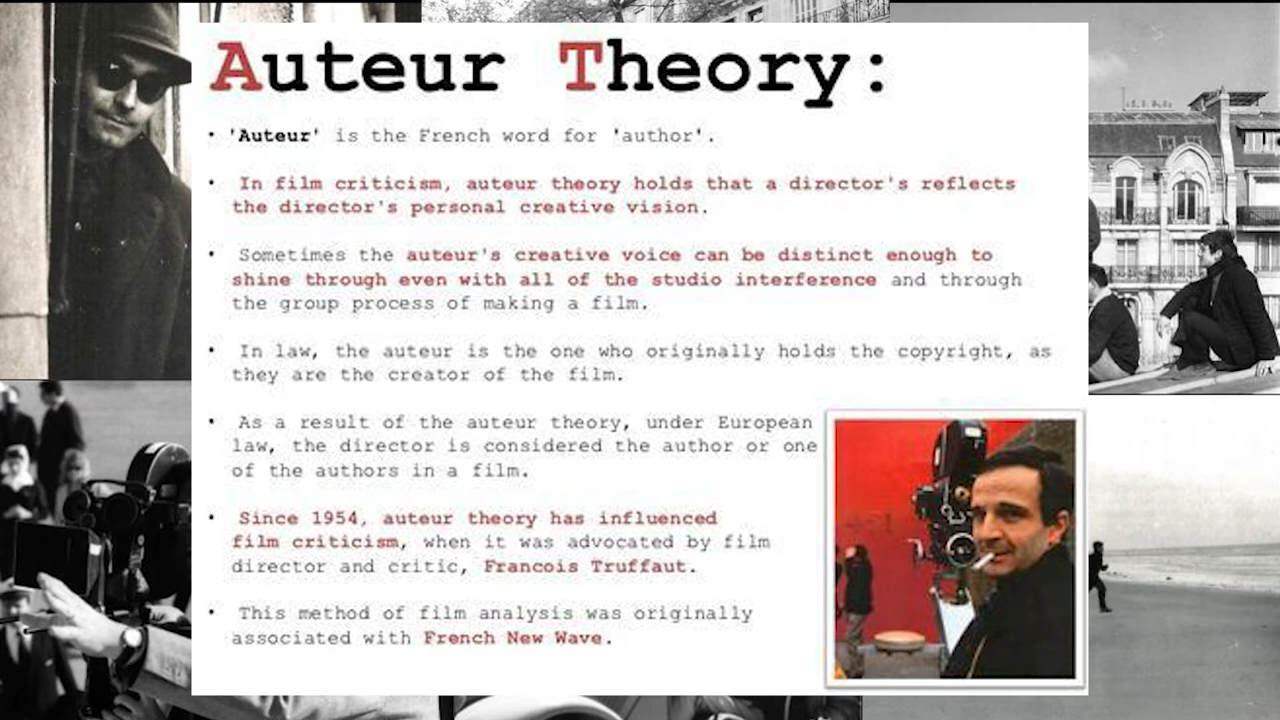 Auteur Theory:
• 'Auteur' is the French word for 'author'.
• In film criticism, auteur theory holds that a director's reflects
the director's personal creative vision.
• Sometimes the auteur's creative voice can be distinct enough to
shine through even with all of the studio interference and through
the group process of making a film.
• In law, the auteur is the one who originally holds the copyright, as
they are the creator of the film.
• As a result of the auteur theory, under European
law, the director is considered the author or one
of the authors in a film.
• Since 1954, auteur theory has influenced
film criticism, when it was advocated by film
director and critic, Francois Truffaut.
• This method of film analysis was originally
associated with French New Wave.